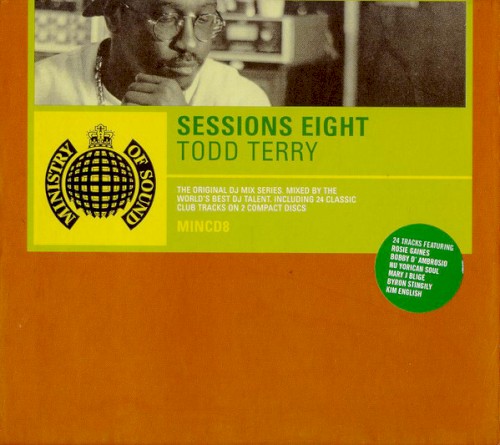 SESSIONS EIGHT
TODD TERRY
MINISTRY OF SOUND
THE ORIGINAL DJ MIX SERIES. MIXED BY THE
WORLD'S BEST DJ TALENT. INCLUDING 24 CLASSIC
CLUB TRACKS ON 2 COMPACT DISCS
MINCD8
24 TRACKS FEATURING
ROSIE GAINES
BOBBY D' AMBROSIO
NU YORICAN SOUL
MARY J BLIGE
BYRON STINGILY
KIM ENGLISH